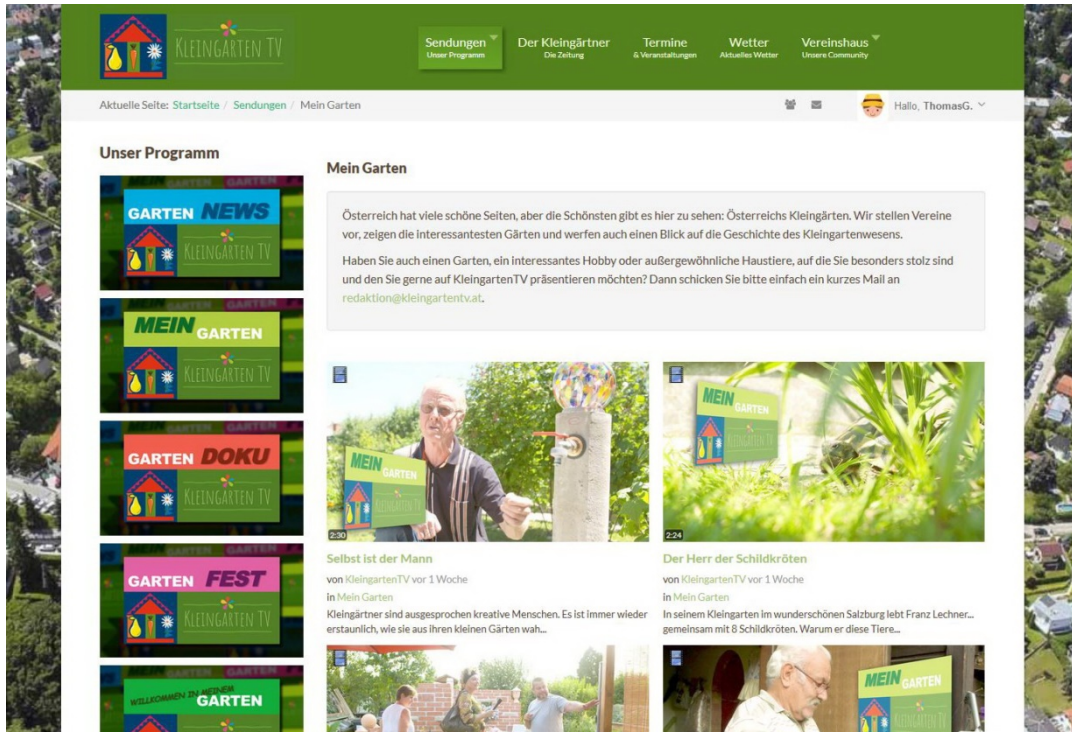 KLEINGARTEN TV
Sendungen
Unser Programm
Der Kleingärtner
Die Zeitung
Termine
& Veranstaltungen
Wetter
Aktuelles Wetter
Vereinshaus
Unsere Community
Aktuelle Seite: Startseite / Sendungen / Mein Garten
Hallo, ThomasG.
Unser Programm
GARTEN NEWS
KLEINGARTEN TV
MEIN GARTEN
KLEINGARTEN TV
GARTEN DOKU
KLEINGARTEN TV
GARTEN FEST
KLEINGARTEN TV
WILLKOMMEN IN MEINEM
GARTEN
Mein Garten
Österreich hat viele schöne Seiten, aber die Schönsten gibt es hier zu sehen: Österreichs Kleingärten. Wir stellen Vereine
vor, zeigen die interessantesten Gärten und werfen auch einen Blick auf die Geschichte des Kleingartenwesens.
Haben Sie auch einen Garten, ein interessantes Hobby oder außergewöhnliche Haustiere, auf die Sie besonders stolz sind
und den Sie gerne auf KleingartenTV präsentieren möchten? Dann schicken Sie bitte einfach ein kurzes Mail an
redaktion@kleingartentv.at.
MEIN GARTEN
KLEINGARTEN TV
2:30
Selbst ist der Mann
von KleingartenTV vor 1 Woche
in Mein Garten
Kleingärtner sind ausgesprochen kreative Menschen. Es ist immer wieder
erstaunlich, wie sie aus ihren kleinen Gärten wah...
MEIN GARTEN
KLEINGARTEN TV
2:24
Der Herr der Schildkröten
von KleingartenTV vor 1 Woche
in Mein Garten
In seinem Kleingarten im wunderschönen Salzburg lebt Franz Lechner...
gemeinsam mit 8 Schildkröten. Warum er diese Tiere...
MEIN GARTEN
KLEINGARTEN TV